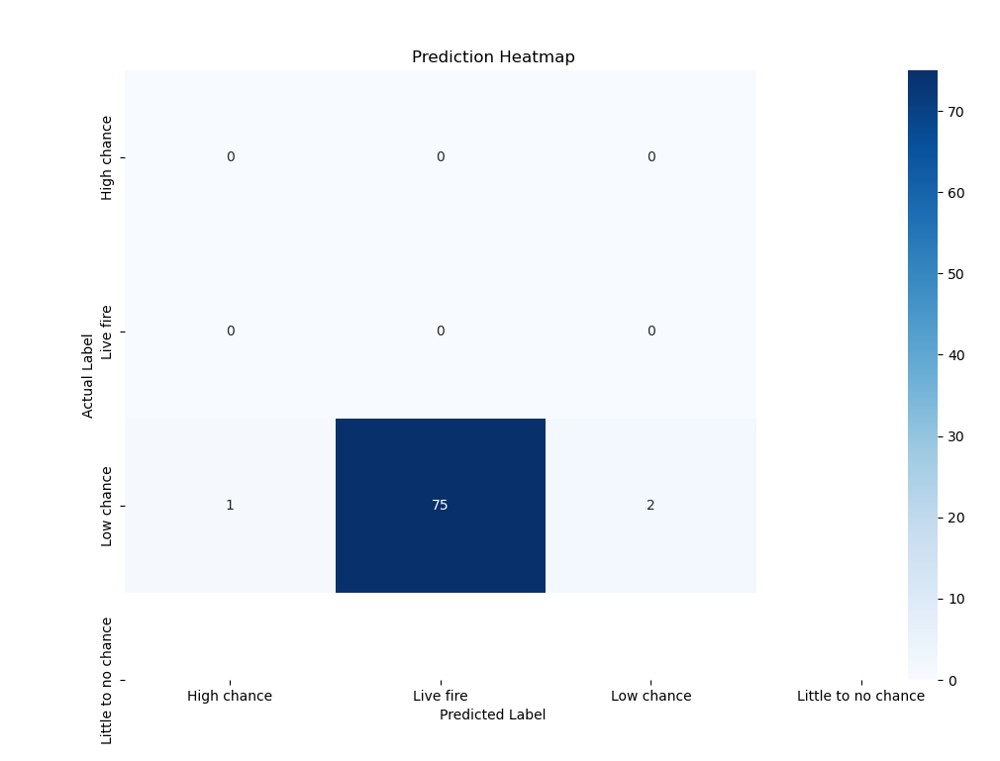 Prediction Heatmap
Actual Label
High chance
0 0 0
Live fire
0 0 0
Low chance
1 75 2
Little to no chance
High chance Live fire Low chance Little to no chance
Predicted Label
70
60
50
40
30
20
10
0